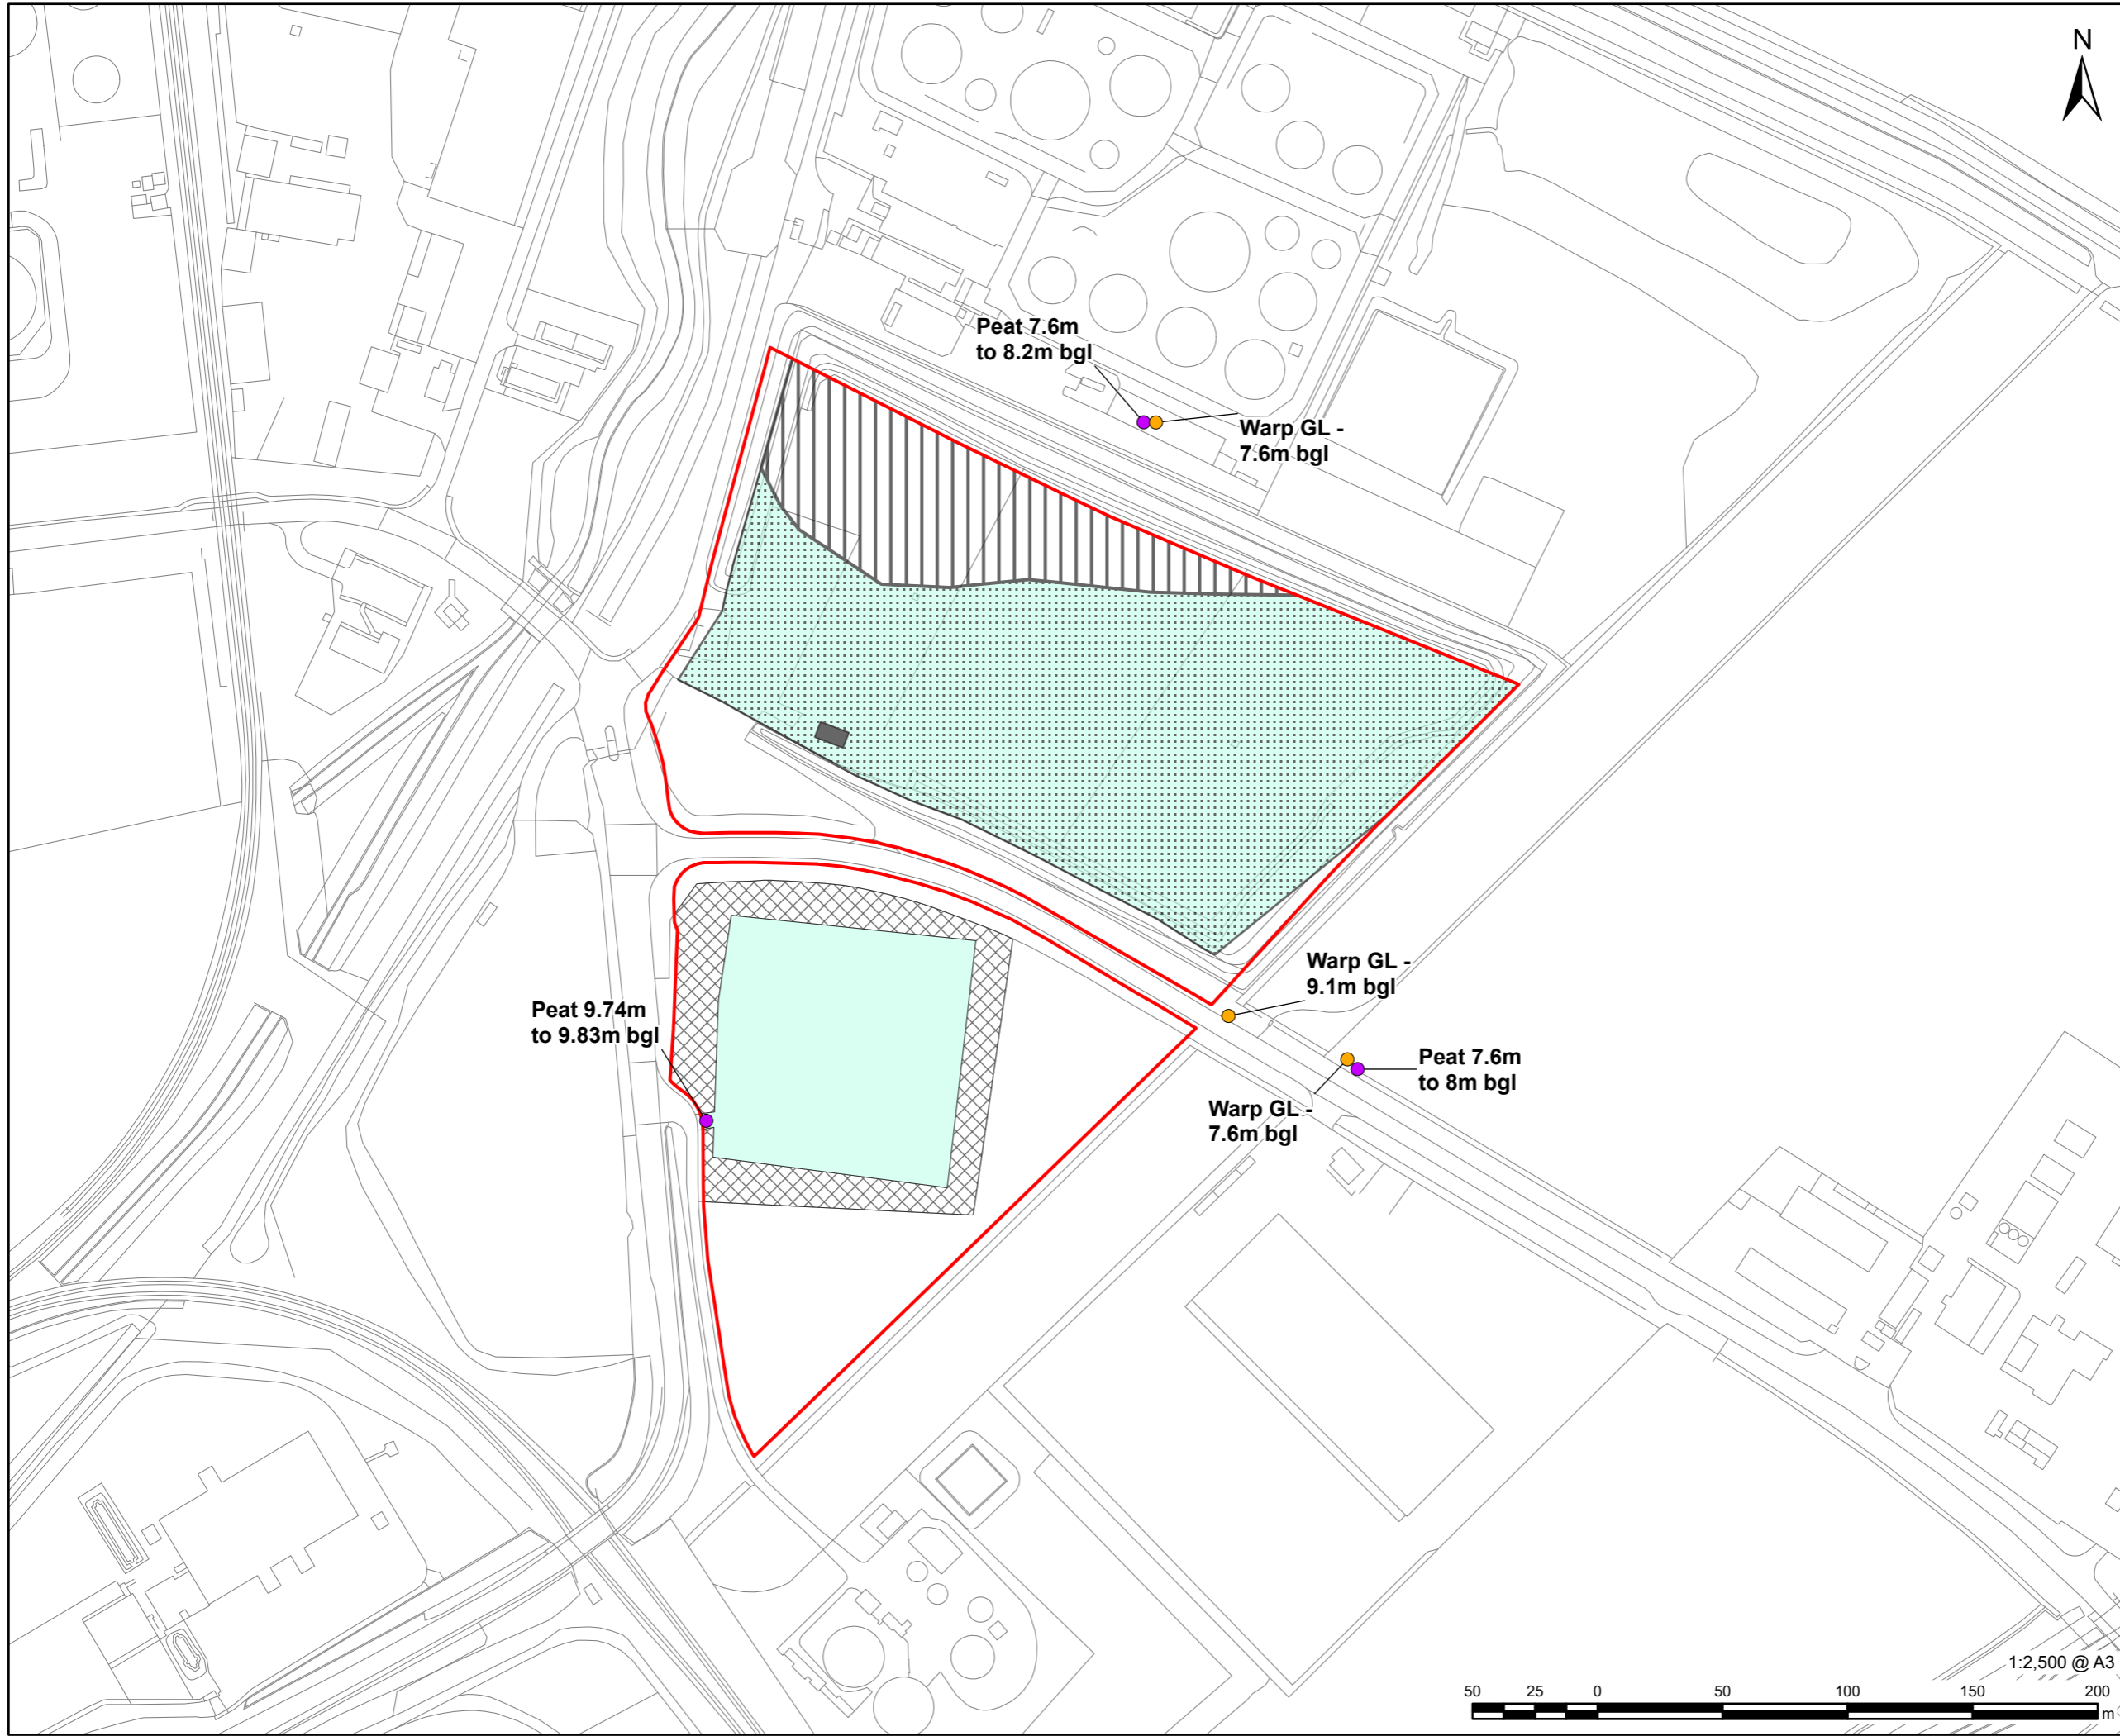 N
Peat 7.6m
to 8.2m bgl
Warp GL -
7.6m bgl
Warp GL -
9.1m bgl
Peat 9.74m
to 9.83m bgl
Peat 7.6m
to 8m bgl
Warp GL -
7.6m bgl
1:2,500 @ A3
50 25 0 50 100 150 200
m